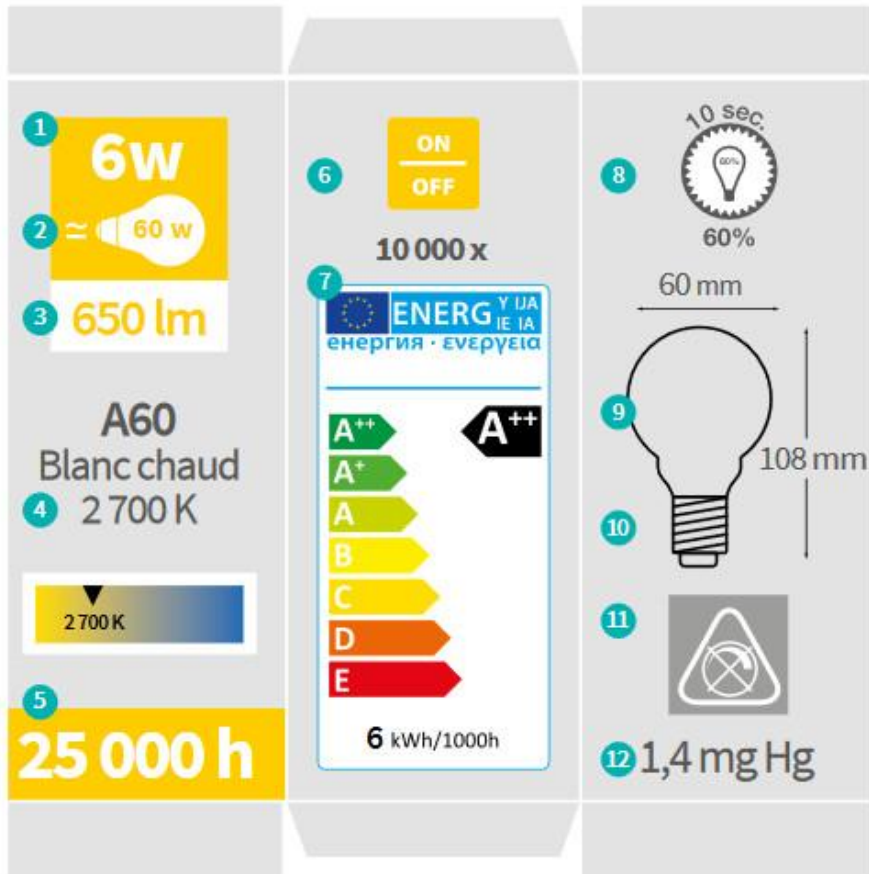 1
6w
2
≃ 60 w
3
650 lm
A60
Blanc chaud
4
2 700 K
2 700 K
5
25 000 h
6
ON
OFF
10 000 x
7
ENERG Y IJA
IE IA
енергия · ενεργεια
A++ A++
A+
A
B
C
D
E
6 kWh/1000h
8
10 sec.
60%
60%
60 mm
9
108 mm
10
11
12
1,4 mg Hg